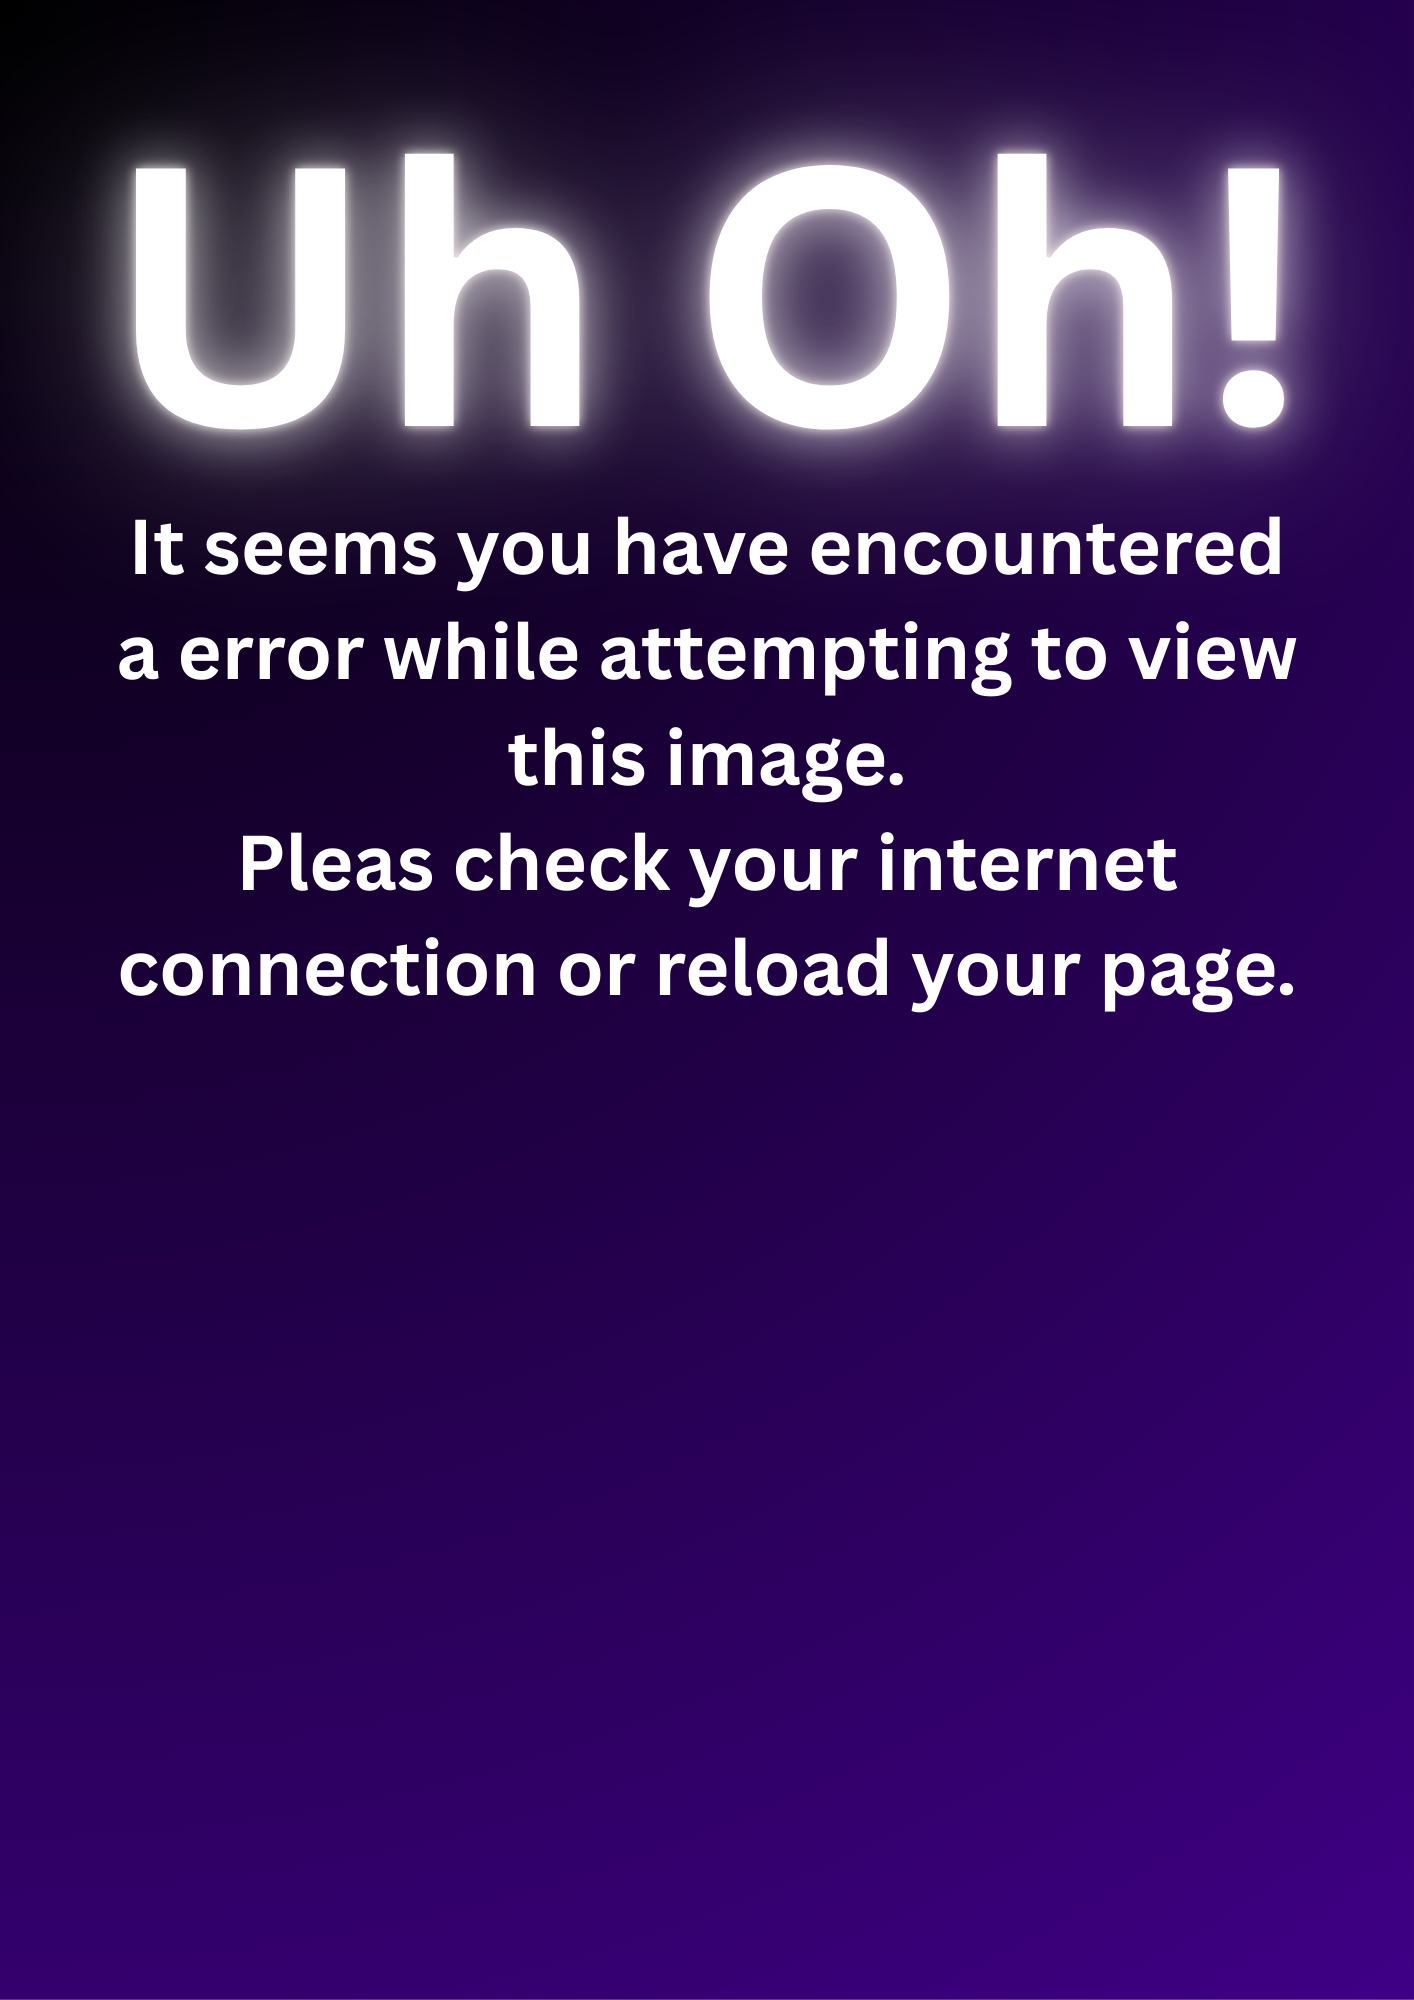 Uh Oh!
It seems you have encountered
a error while attempting to view
this image.
Pleas check your internet
connection or reload your page.